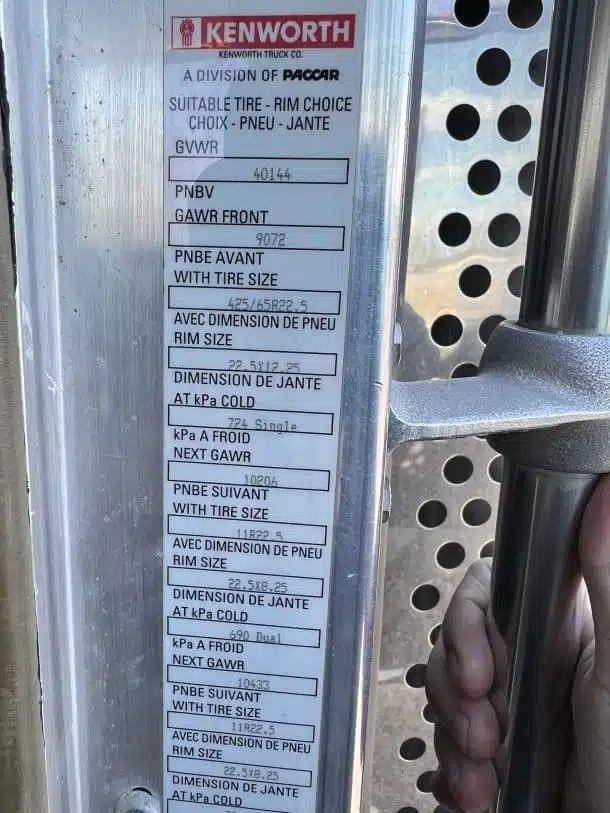 KENWORTH
KENWORTH TRUCK CO.
A DIVISION OF PACCAR
SUITABLE TIRE - RIM CHOICE
CHOIX - PNEU - JANTE
GVWR
40144
PNBV
GAWR FRONT
9072
PNBE AVANT
WITH TIRE SIZE
425/65R22.5
AVEC DIMENSION DE PNEU
RIM SIZE
22.5X12.25
DIMENSION DE JANTE
AT kPa COLD
724 Single
kPa A FROID
NEXT GAWR
10206
PNBE SUIVANT
WITH TIRE SIZE
11R22.5
AVEC DIMENSION DE PNEU
RIM SIZE
22.5X8.25
DIMENSION DE JANTE
AT kPa COLD
690 Dual
kPa A FROID
NEXT GAWR
10433
PNBE SUIVANT
WITH TIRE SIZE
11R22.5
AVEC DIMENSION DE PNEU
RIM SIZE
22.5X8.25
DIMENSION DE JANTE
AT kPa COLD